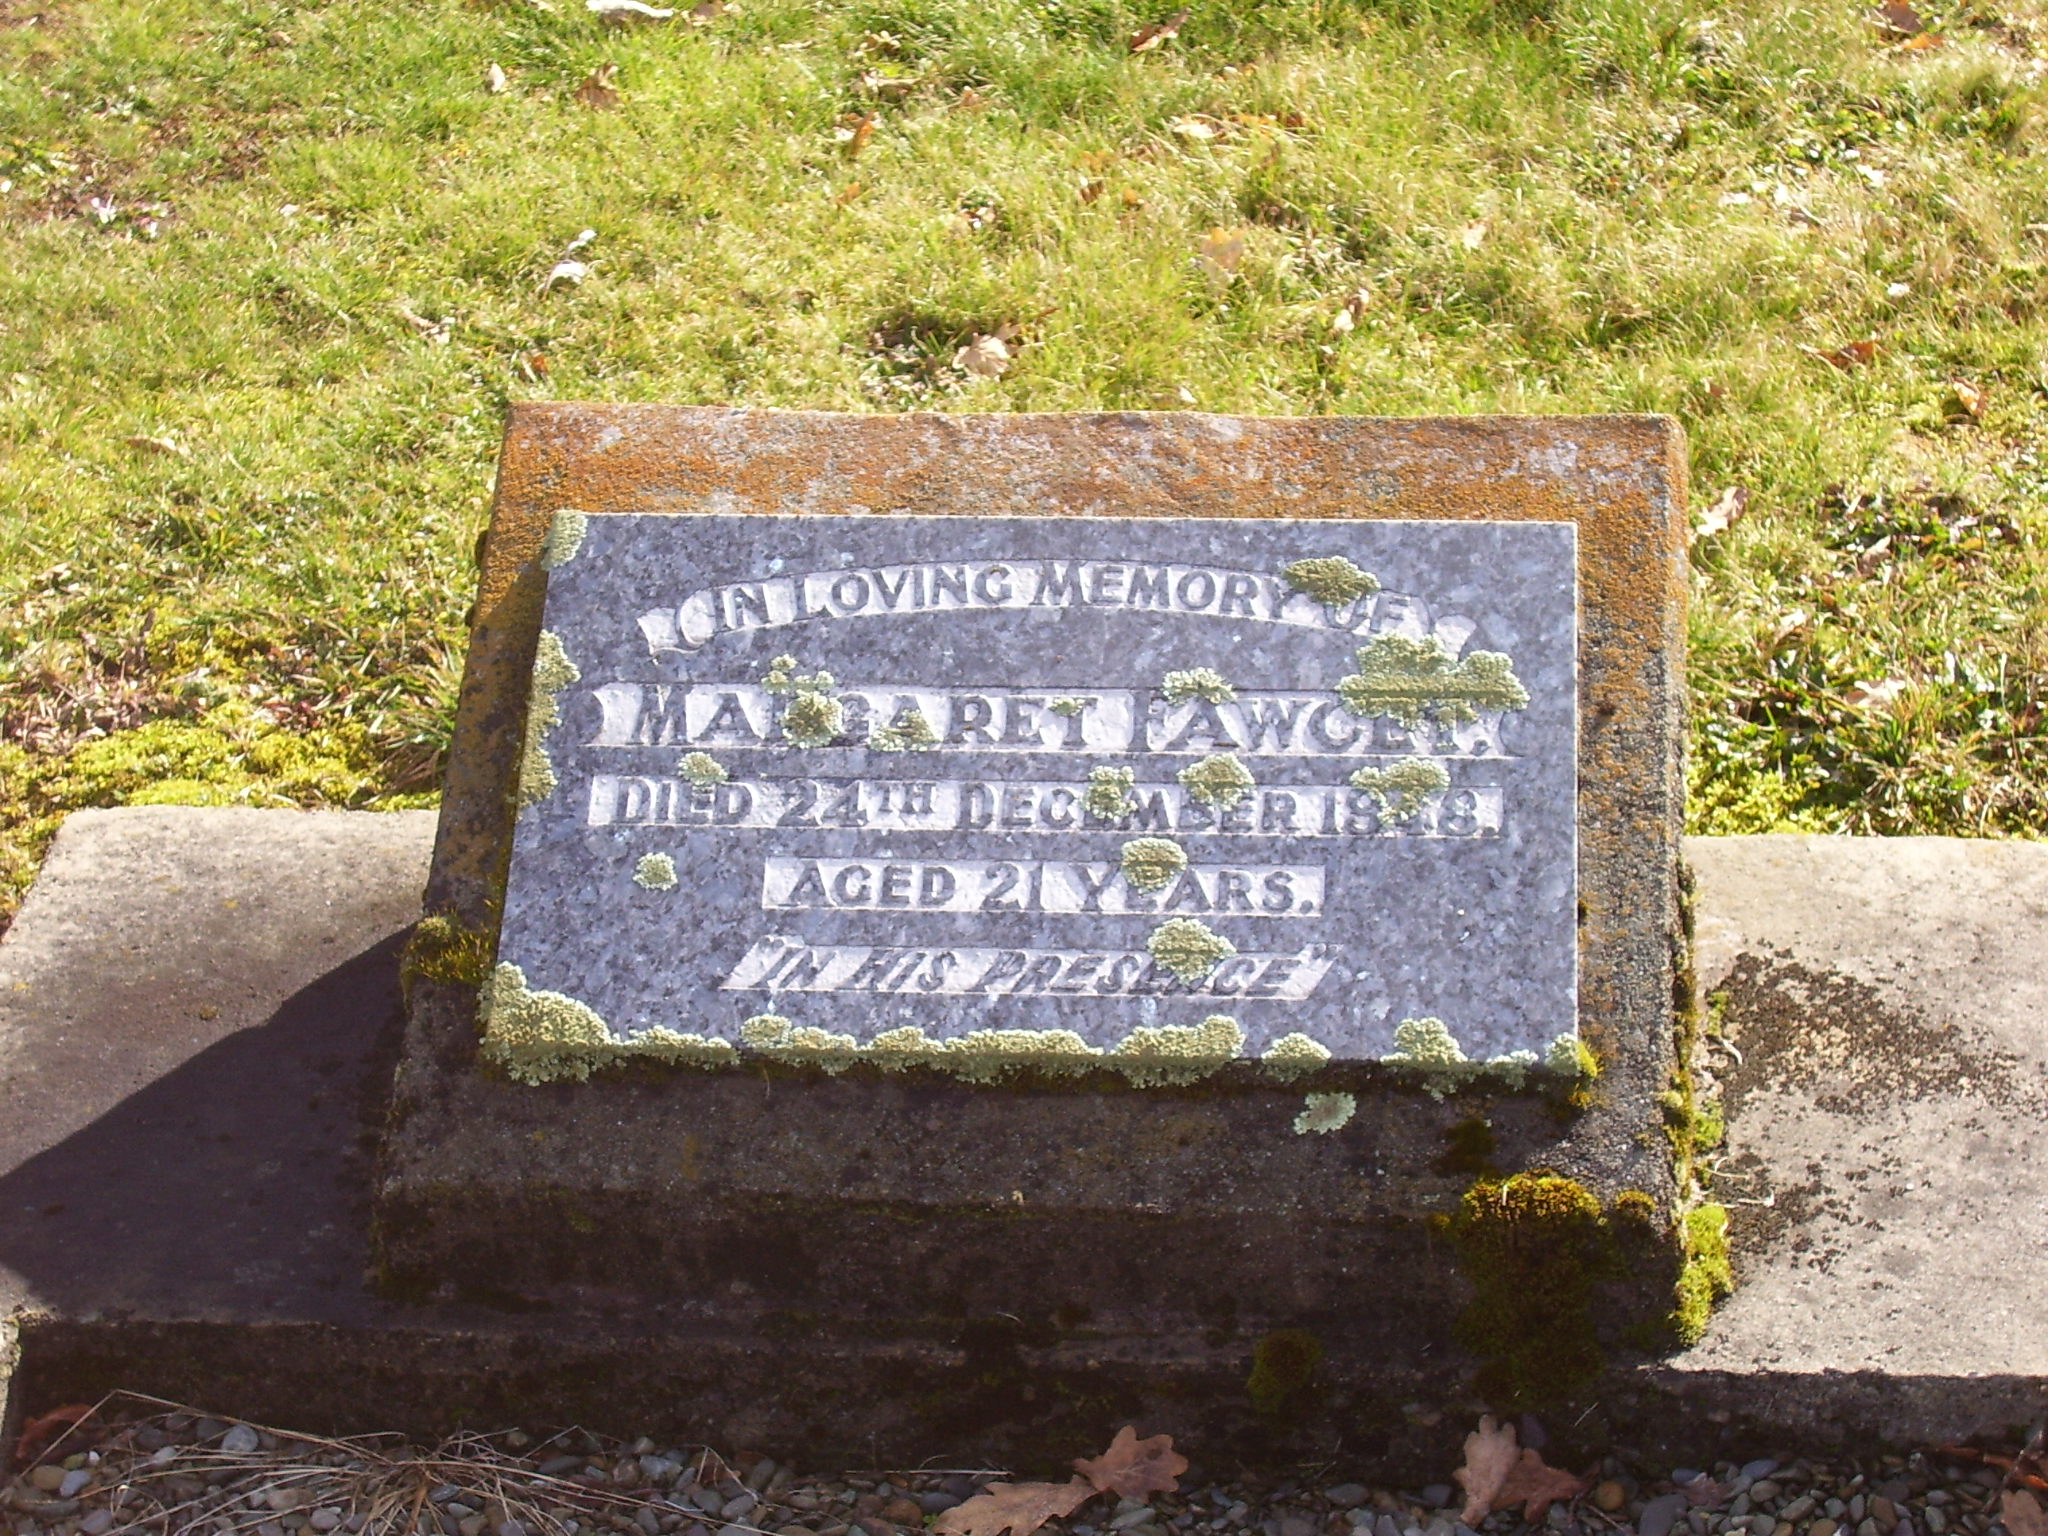 IN LOVING MEMORY OF
MARGARET FAWCET.
DIED 24TH DECEMBER
AGED 21 YEARS.
"IN HIS PRESENCE"